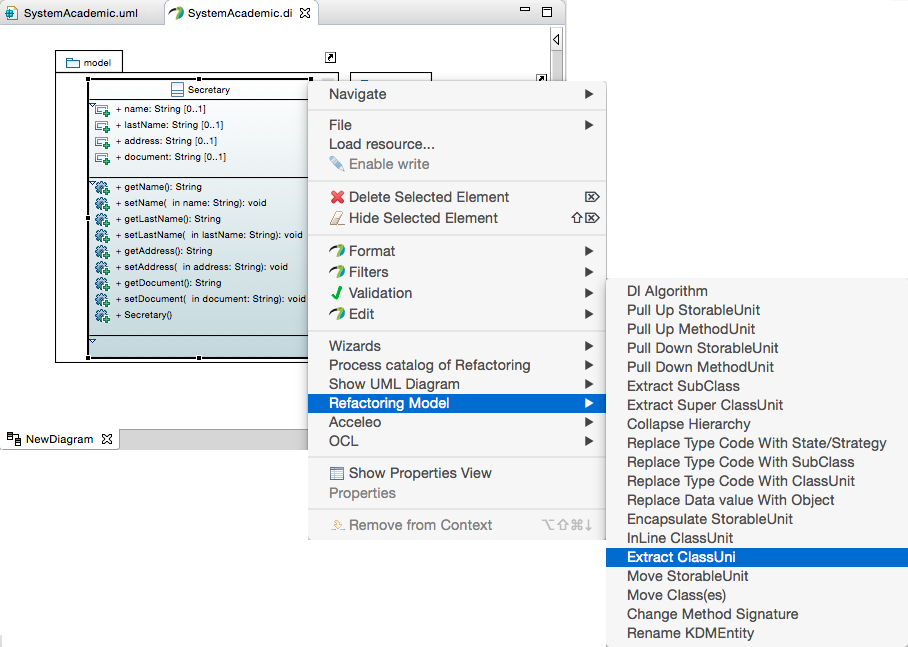 SystemAcademic.uml
SystemAcademic.di
model
Secretary
+ name: String [0..1]
+ lastName: String [0..1]
+ address: String [0..1]
+ document: String [0..1]
+ getName(): String
+ setName( in name: String): void
+ getLastName(): String
+ setLastName( in lastName: String): void
+ getAddress(): String
+ setAddress( in address: String): void
+ getDocument(): String
+ setDocument( in document: String): void
+ Secretary()
NewDiagram
Navigate
File
Load resource...
Enable write
Delete Selected Element ⌦
Hide Selected Element ⇧⌦
Format
Filters
Validation
Edit
Wizards
Process catalog of Refactoring
Show UML Diagram
Refactoring Model
Acceleo
OCL
Show Properties View
Properties
Remove from Context ⌥⇧⌘↓
DI Algorithm
Pull Up StorableUnit
Pull Up MethodUnit
Pull Down StorableUnit
Pull Down MethodUnit
Extract SubClass
Extract Super ClassUnit
Collapse Hierarchy
Replace Type Code With State/Strategy
Replace Type Code With SubClass
Replace Type Code With ClassUnit
Replace Data value With Object
Encapsulate StorableUnit
InLine ClassUnit
Extract ClassUni
Move StorableUnit
Move Class(es)
Change Method Signature
Rename KDMEntity